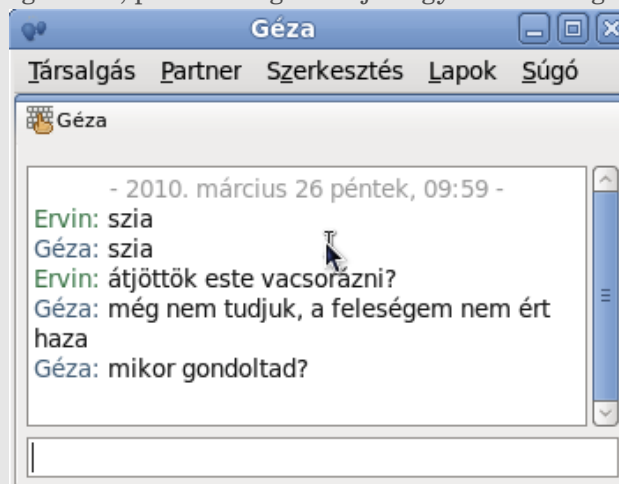 Géza
Társalgás Partner Szerkesztés Lapok Súgó
Géza
- 2010. március 26 péntek, 09:59 -
Ervin: szia
Géza: szia
Ervin: átjöttök este vacsorázni?
Géza: még nem tudjuk, a feleségem nem ért
haza
Géza: mikor gondoltad?